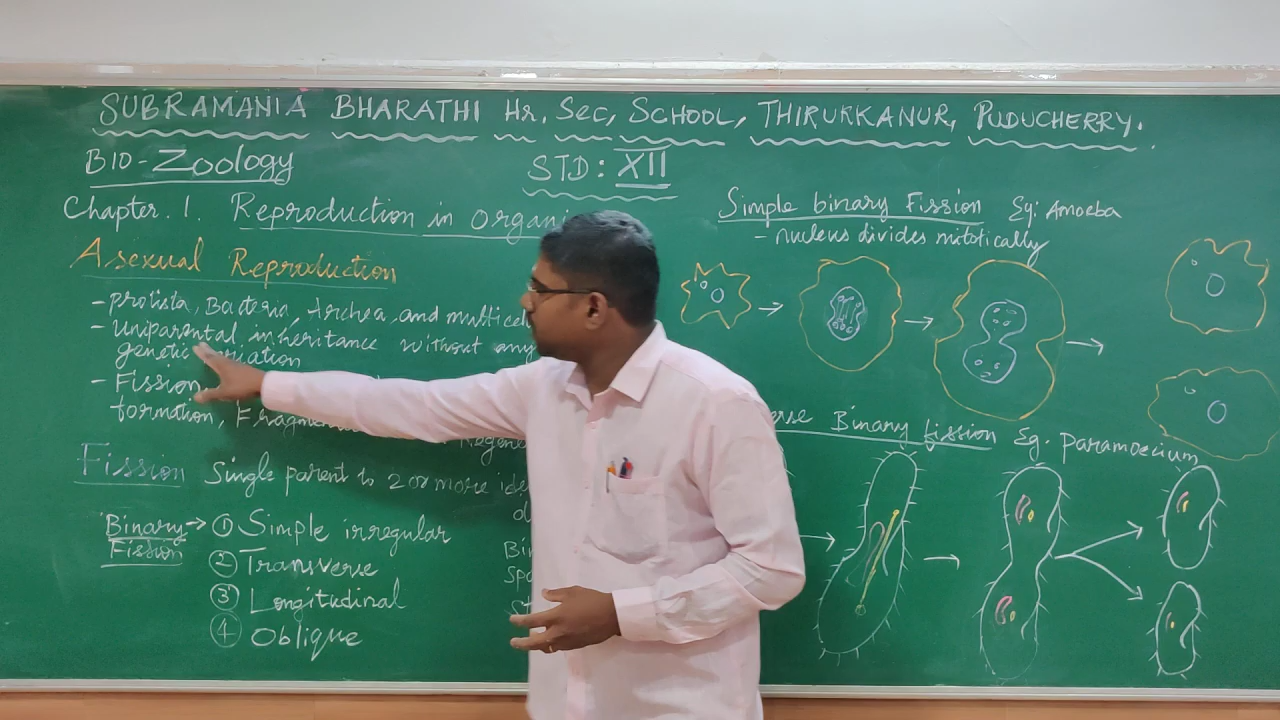 SUBRAMANIA BHARATHI Hr. Sec, SCHOOL, THIRUKKANUR, PUDUCHERRY.
BIO - Zoology
STD: XII
Chapter. 1. Reproduction in Organi
Asexual Reproduction
- protista, Bacteria, Archea and multicel
- Uniparental inheritance without any
genetic variation
- Fission,
formation, Fragmen
Regene
Fission Single parent to 2 or more ide
Binary → ① Simple irregular
Fission
② Transverse
③ Longitudinal
④ Oblique
Simple binary Fission Eg: Amoeba
- nucleus divides mitotically
erse Binary fission Eg. Paramoecium